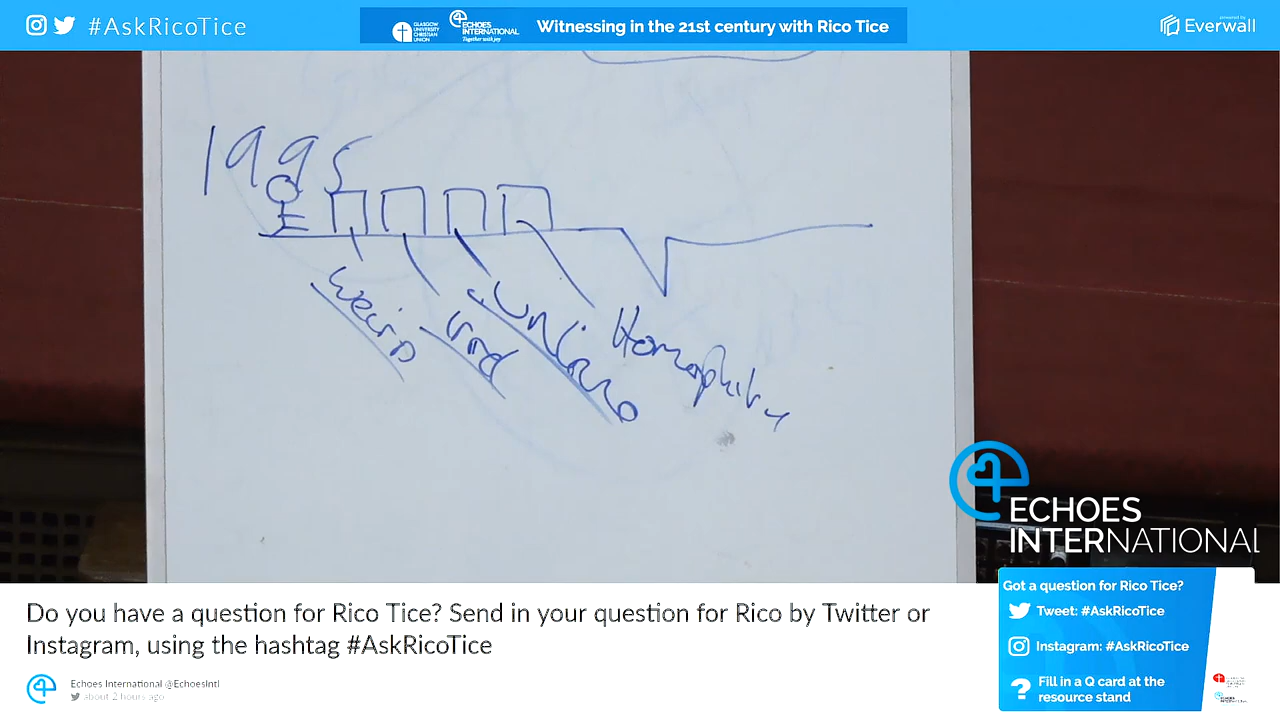 #AskRicoTice
GLASGOW
UNIVERSITY
CHRISTIAN
UNION
ECHOES
INTERNATIONAL
Together with joy
Witnessing in the 21st century with Rico Tice
powered by
Everwall
1995
weird
Homophobic
ECHOES
INTERNATIONAL
Got a question for Rico Tice?
Tweet: #AskRicoTice
Instagram: #AskRicoTice
Fill in a Q card at the
resource stand
Do you have a question for Rico Tice? Send in your question for Rico by Twitter or
Instagram, using the hashtag #AskRicoTice
Echoes International @EchoesIntl
about 2 hours ago